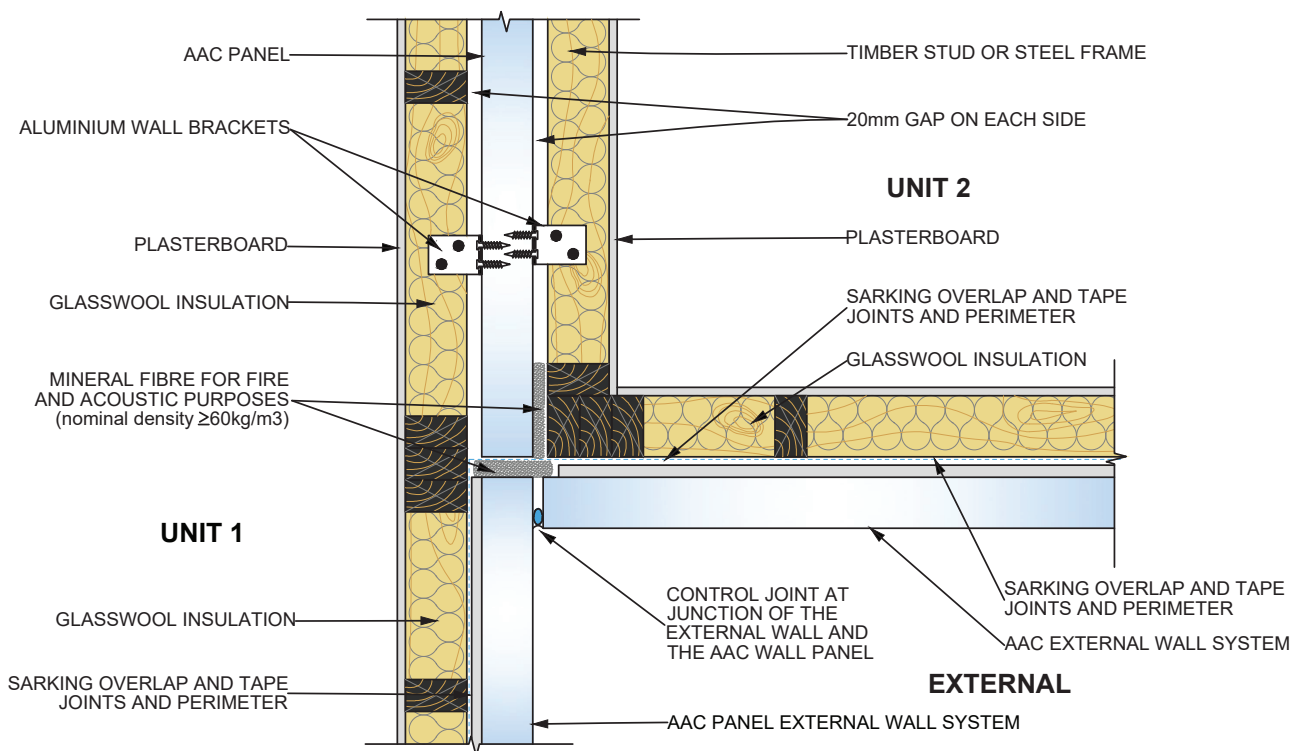 AAC PANEL
TIMBER STUD OR STEEL FRAME
ALUMINIUM WALL BRACKETS
20mm GAP ON EACH SIDE
UNIT 2
PLASTERBOARD
PLASTERBOARD
GLASSWOOL INSULATION
SARKING OVERLAP AND TAPE
JOINTS AND PERIMETER
GLASSWOOL INSULATION
MINERAL FIBRE FOR FIRE
AND ACOUSTIC PURPOSES
(nominal density ≥60kg/m3)
UNIT 1
CONTROL JOINT AT
JUNCTION OF THE
EXTERNAL WALL AND
THE AAC WALL PANEL
SARKING OVERLAP AND TAPE
JOINTS AND PERIMETER
GLASSWOOL INSULATION
AAC EXTERNAL WALL SYSTEM
EXTERNAL
SARKING OVERLAP AND TAPE
JOINTS AND PERIMETER
AAC PANEL EXTERNAL WALL SYSTEM